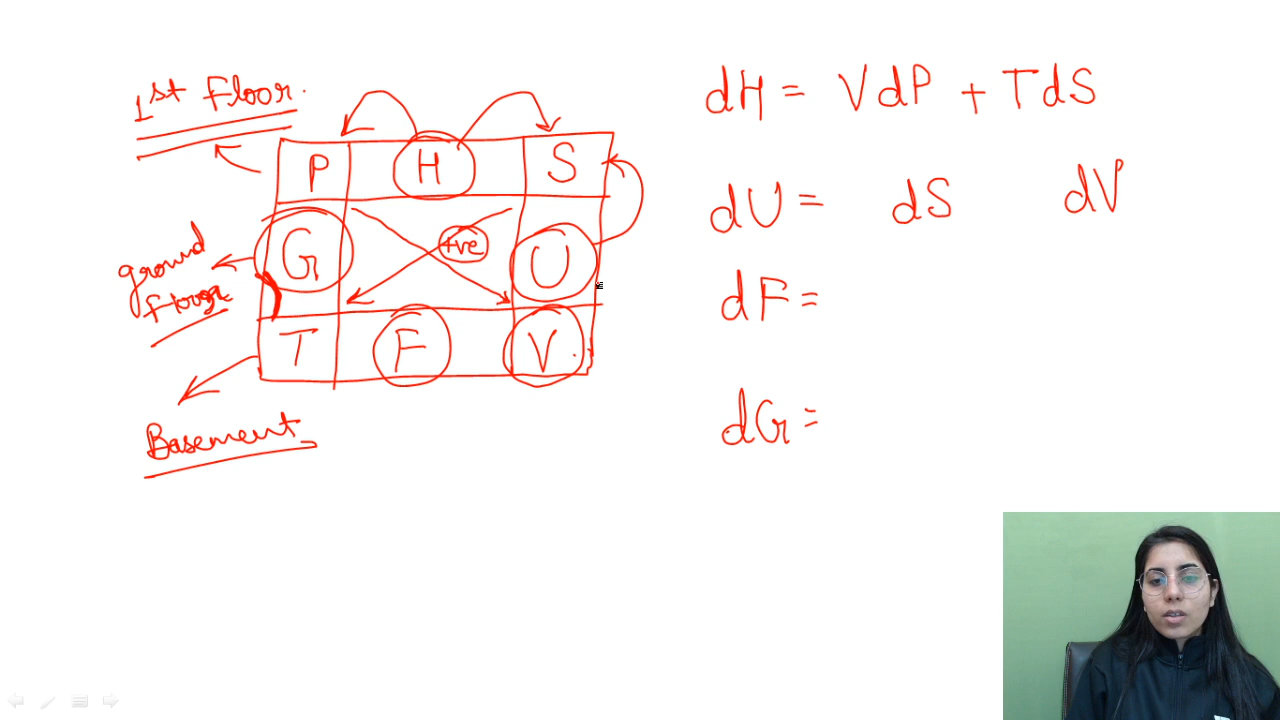 1st Floor.
P H S
G +ve U
T F V
ground
floor
Basement
dH = VdP + TdS
dU = dS dV
dF =
dG =